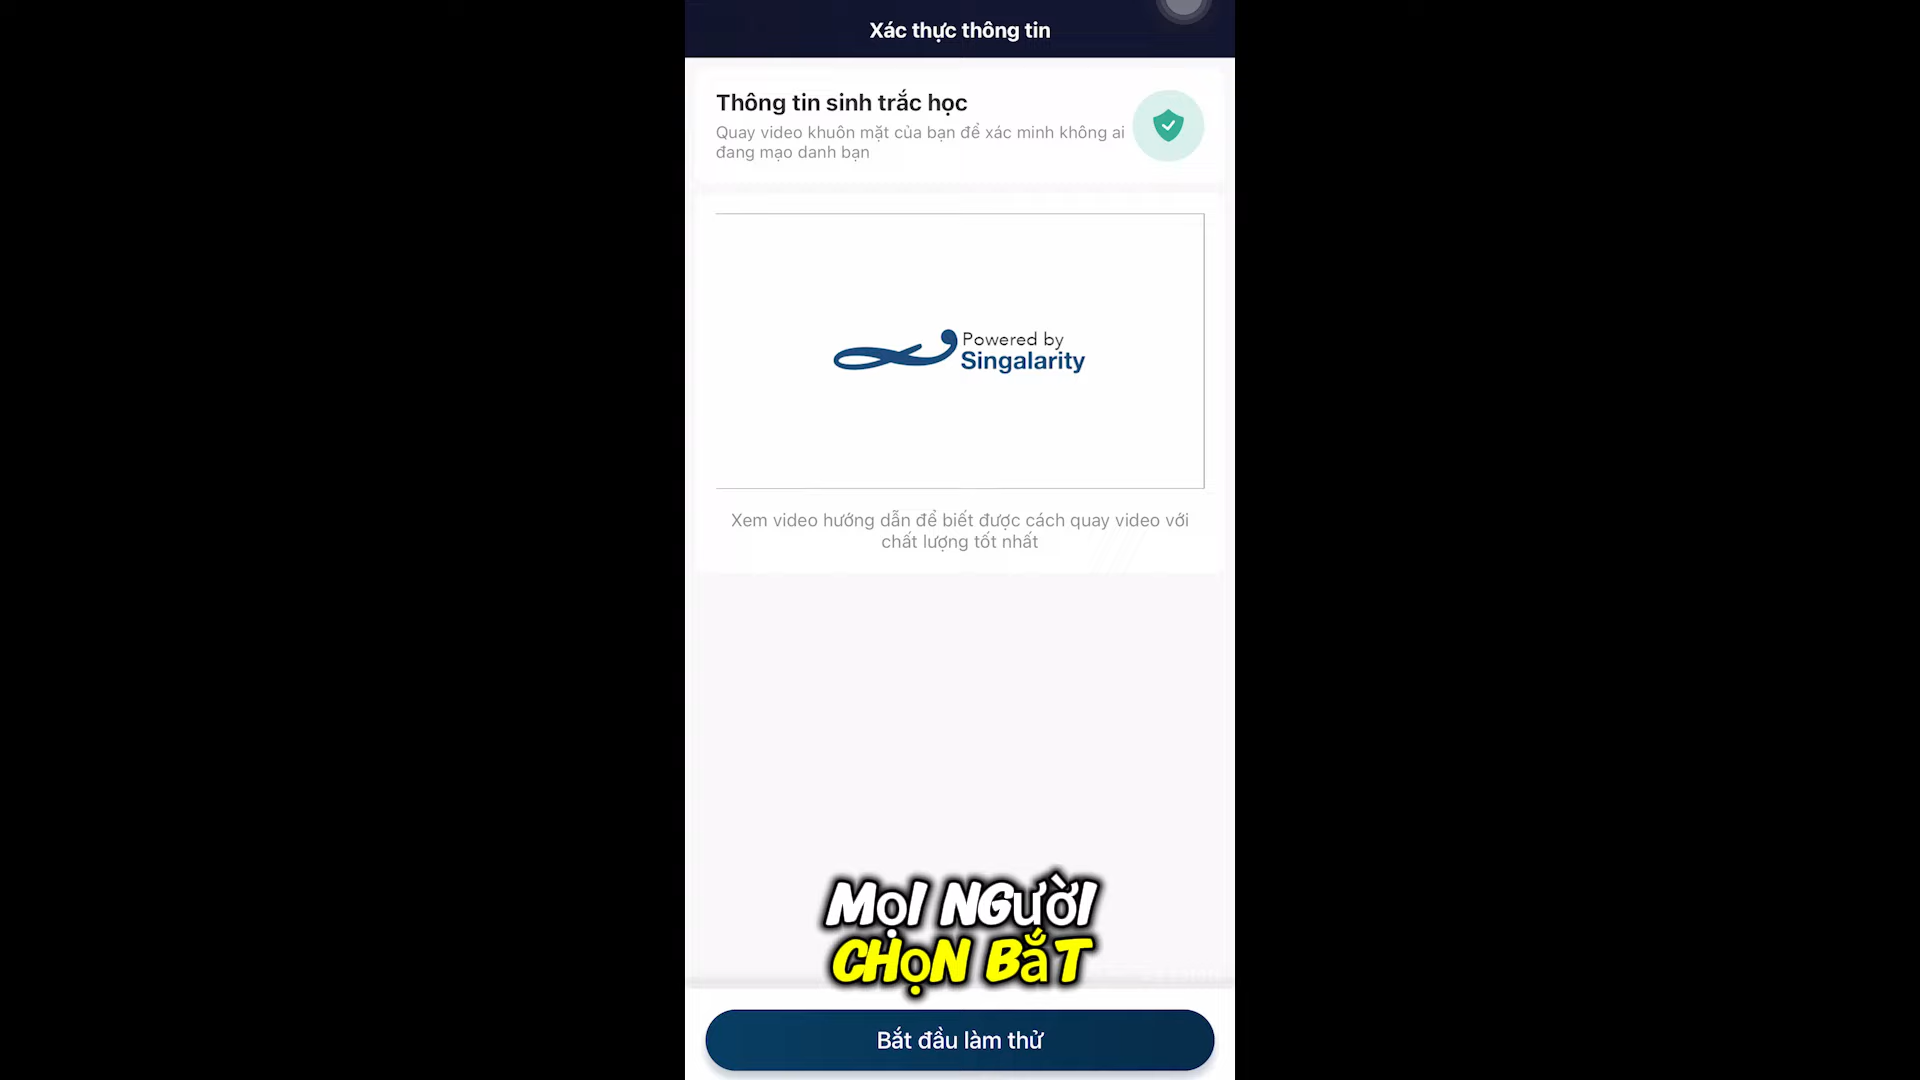 Xác thực thông tin
Thông tin sinh trắc học
Quay video khuôn mặt của bạn để xác minh không ai
đang mạo danh bạn
Powered by
Singalarity
Xem video hướng dẫn để biết được cách quay video với
chất lượng tốt nhất
MỌI NGƯỜI
CHỌN BẮT
Bắt đầu làm thử